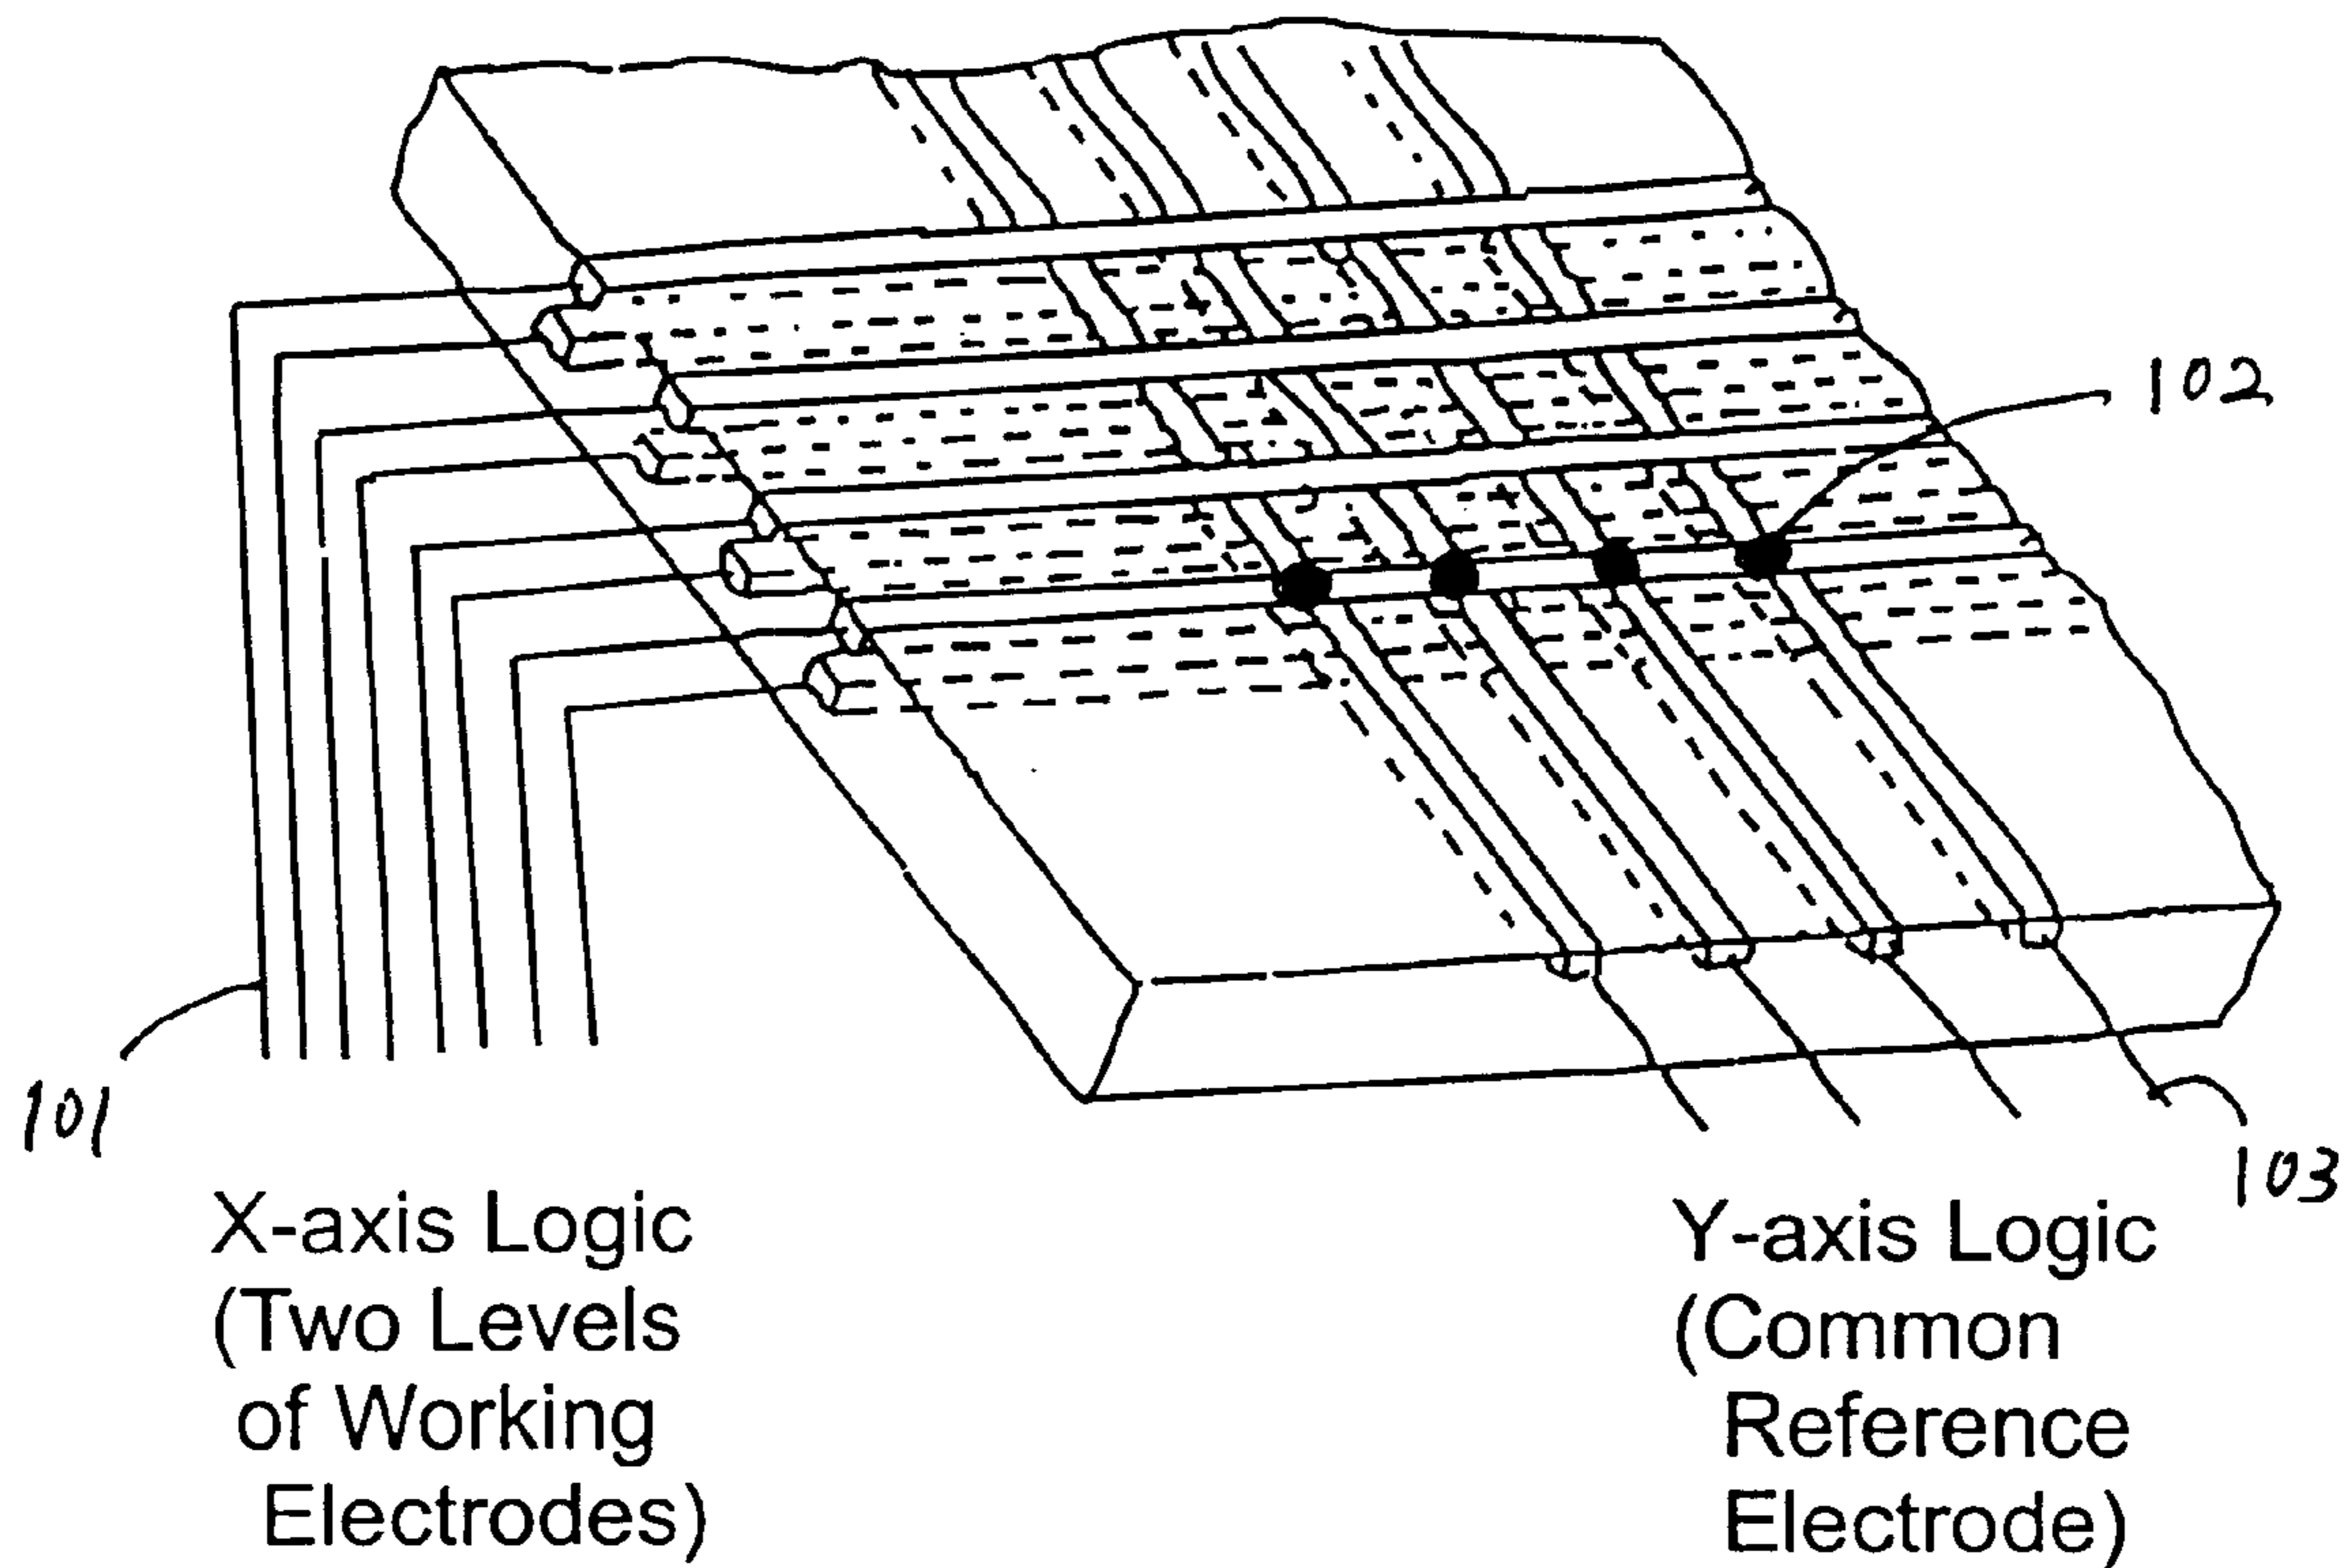 102
101
103
X-axis Logic
(Two Levels
of Working
Electrodes)
Y-axis Logic
(Common
Reference
Electrode)